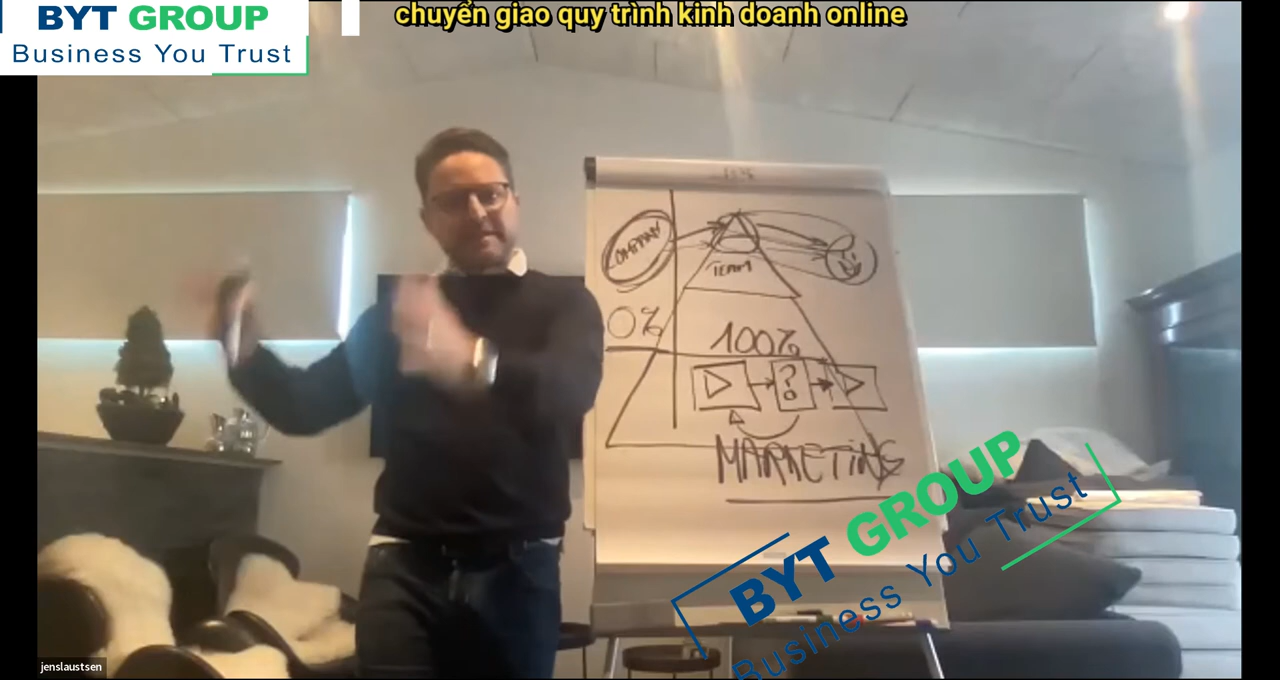 BYT GROUP
Business You Trust
chuyển giao quy trình kinh doanh online
COMPANY
TEAM
0%
100%
?
MARKETING
BYT GROUP
Business You Trust
jenslaustsen